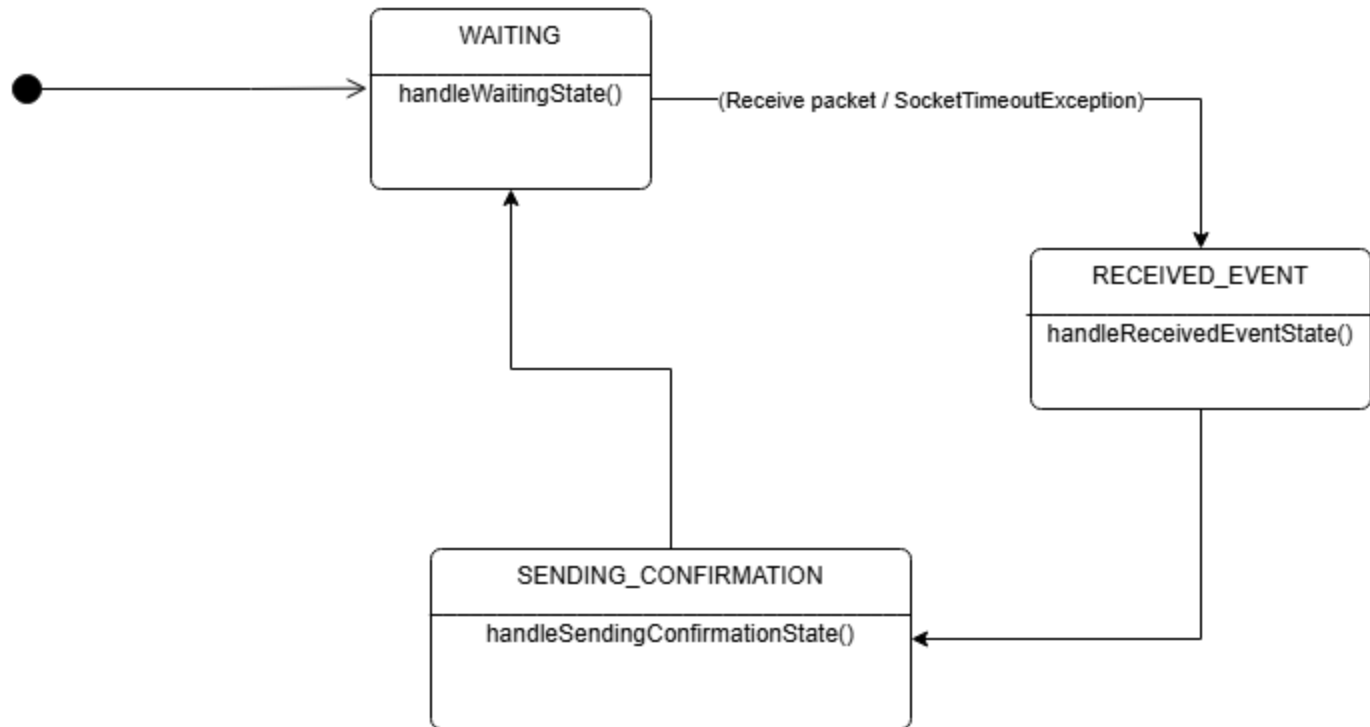 WAITING
handleWaitingState()
(Receive packet / SocketTimeoutException)
RECEIVED_EVENT
handleReceivedEventState()
SENDING_CONFIRMATION
handleSendingConfirmationState()